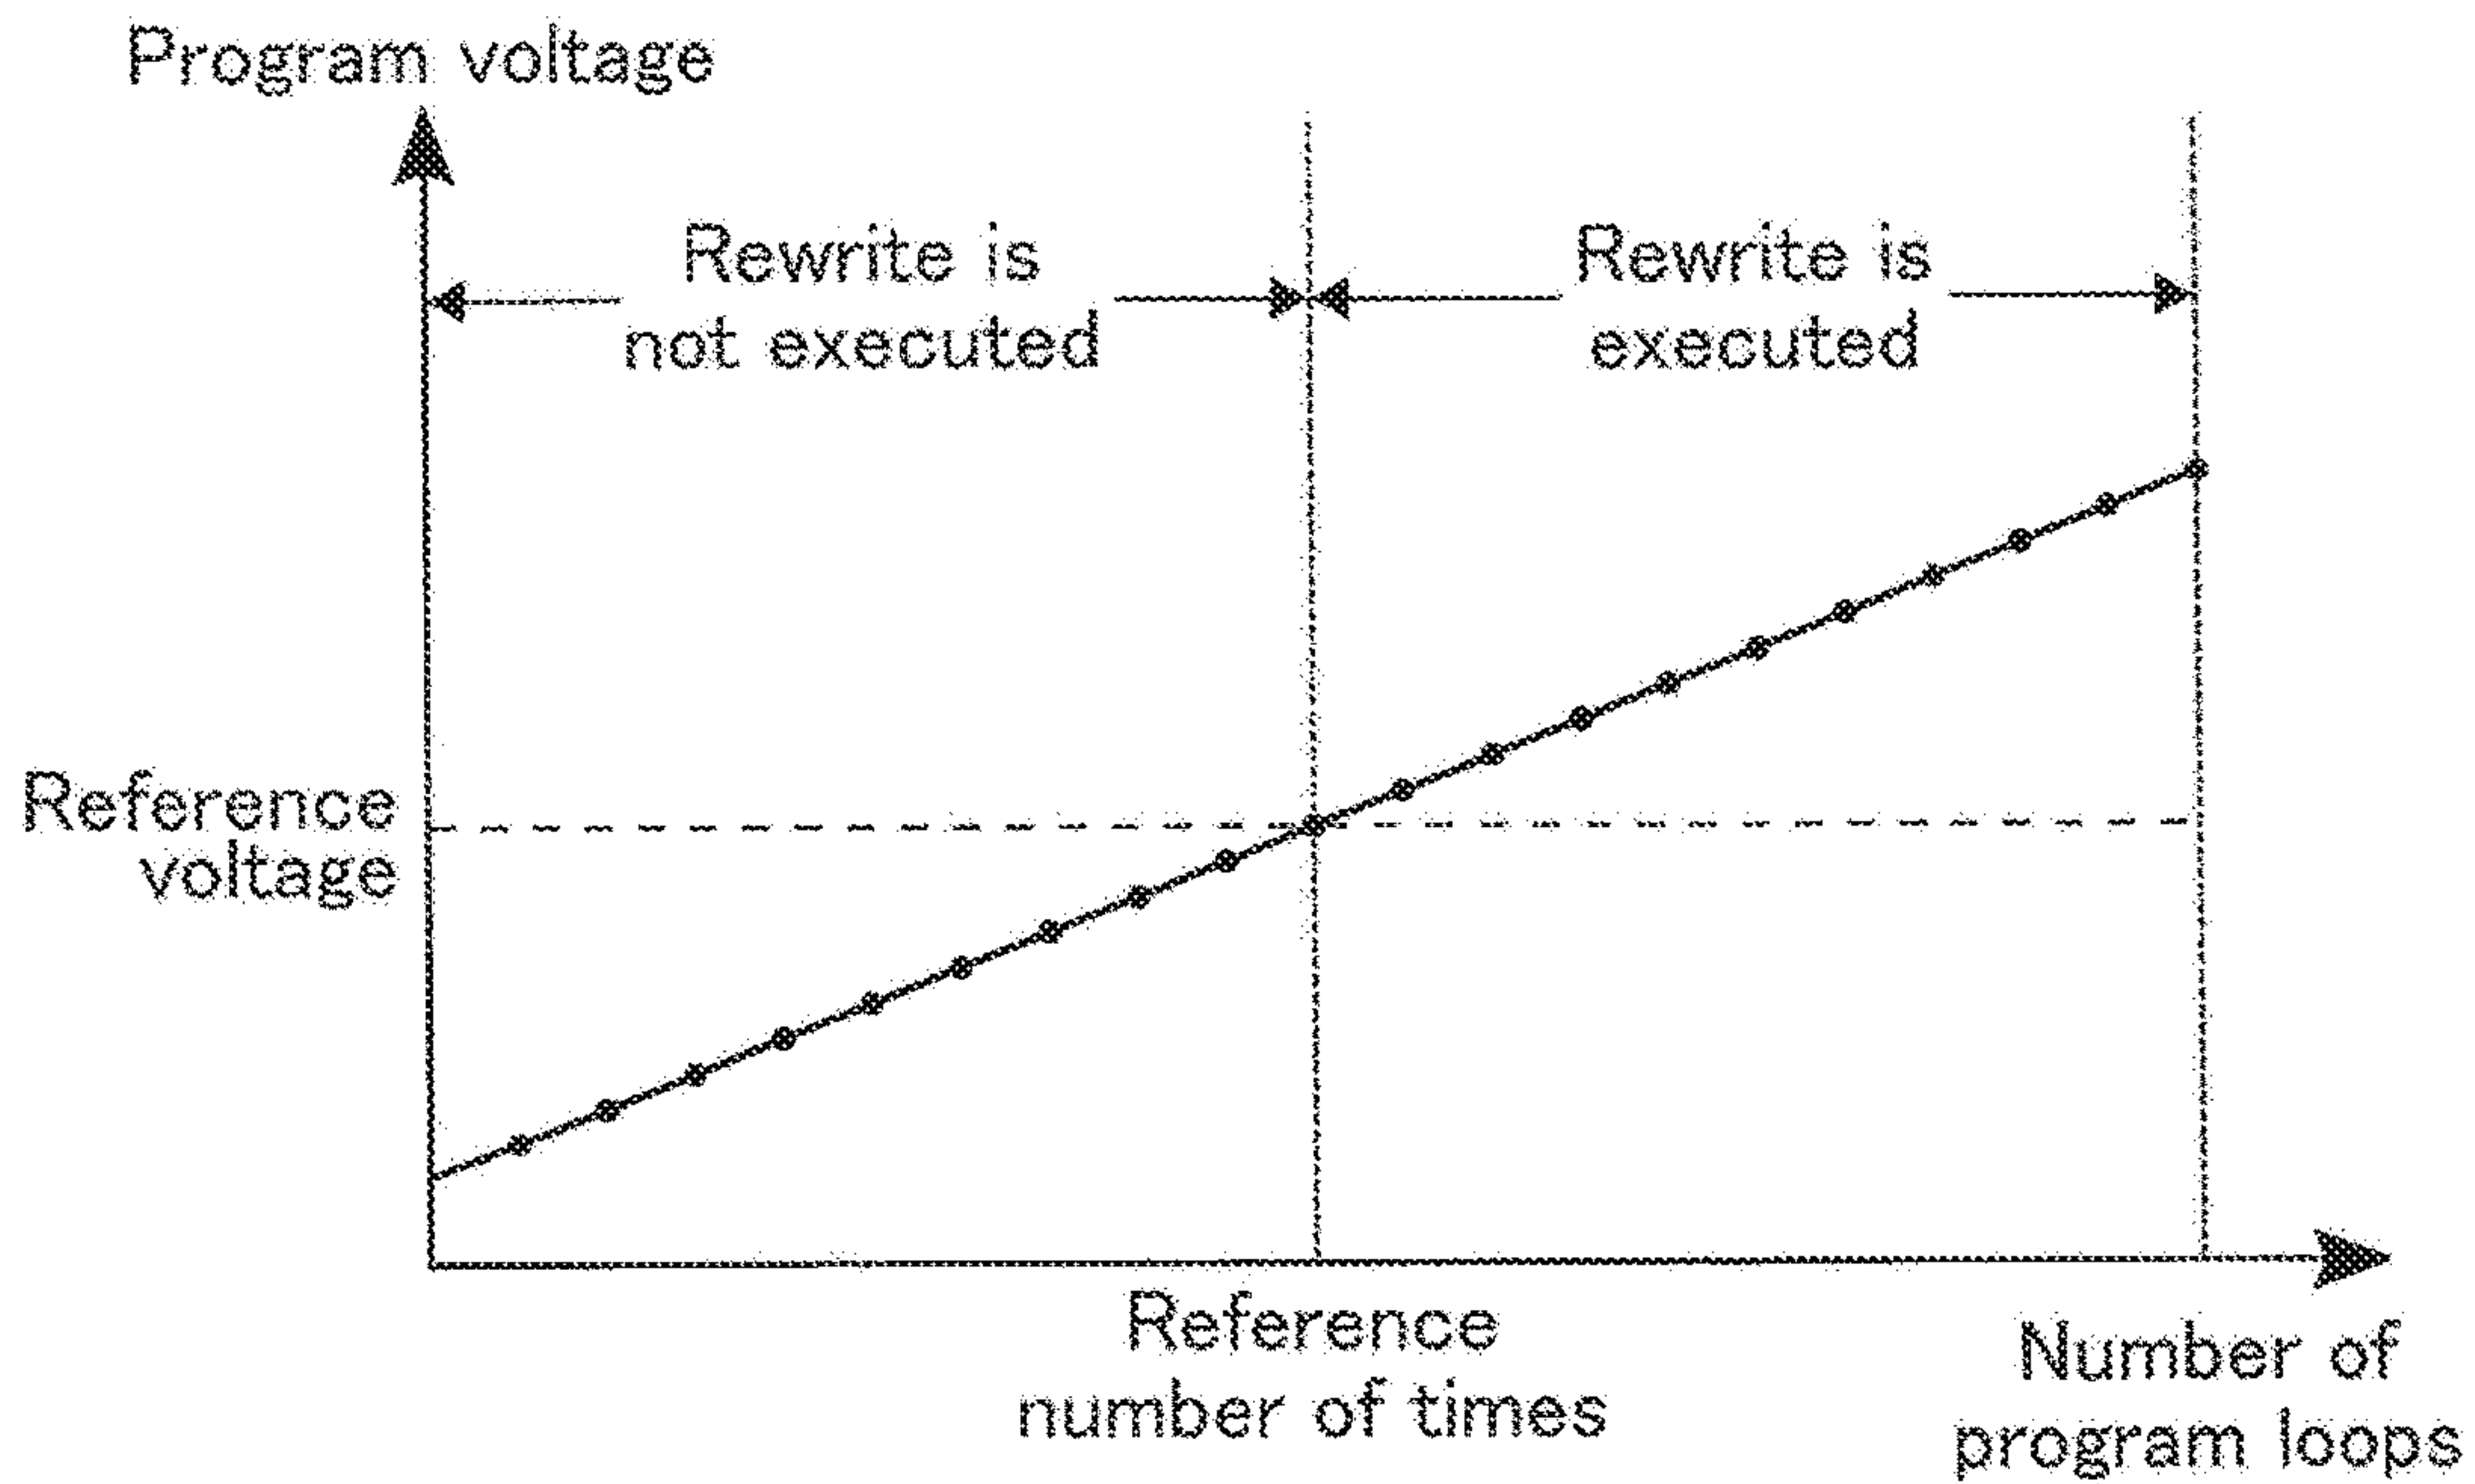 Program voltage
Rewrite is
not executed
Rewrite is
executed
Reference
voltage
Reference
number of times
Number of
program loops